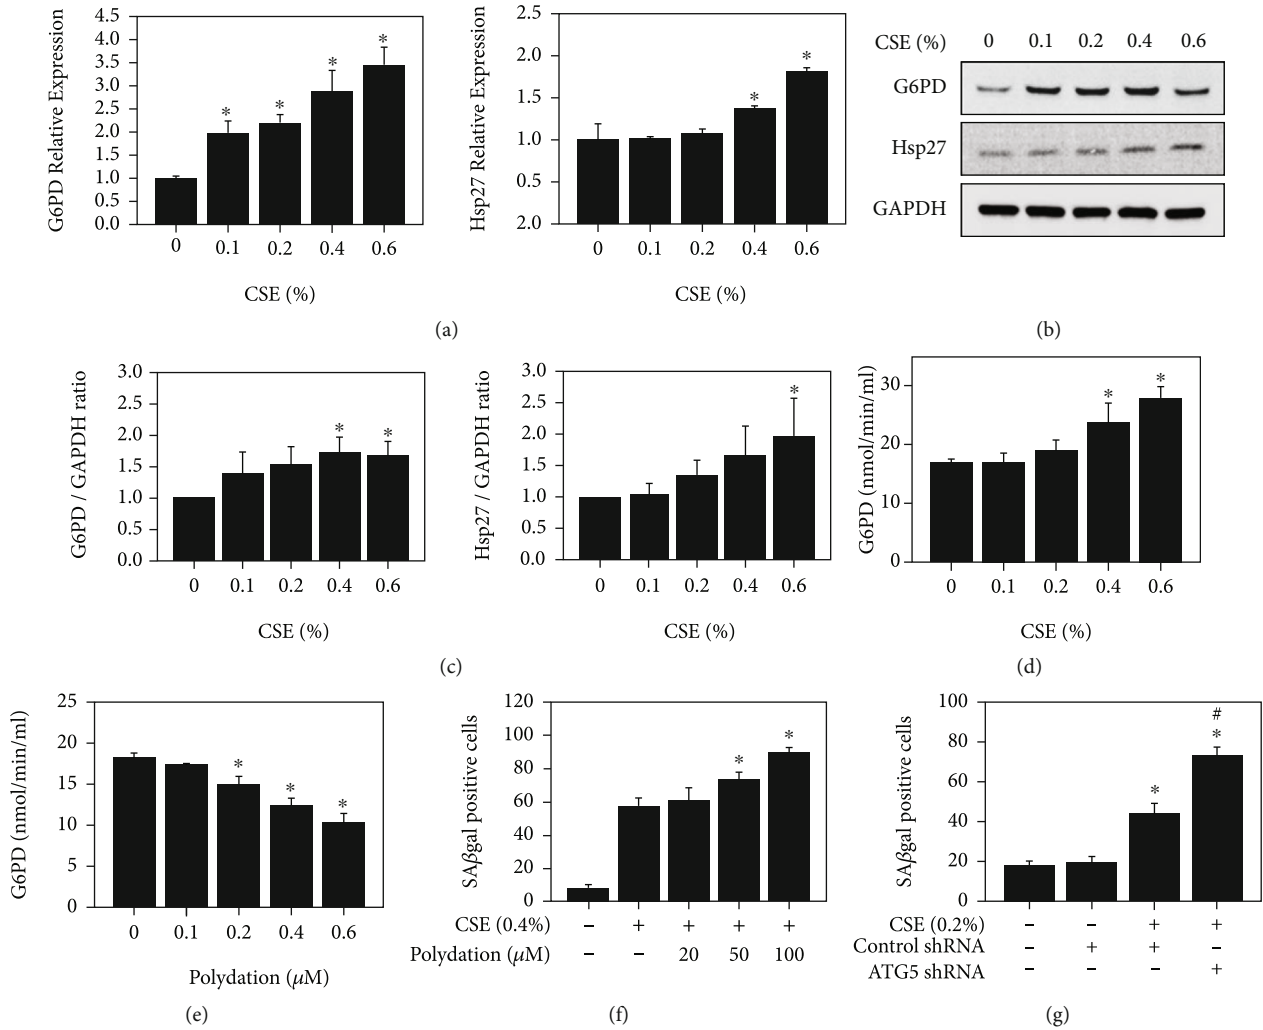 G6PD Relative Expression
4.5
4.0
3.5
3.0
2.5
2.0
1.5
1.0
0.5
0.0
* * * *
0 0.1 0.2 0.4 0.6
CSE (%)
Hsp27 Relative Expression
2.5
2.0
1.5
1.0
0.5
2.0
* *
0 0.1 0.2 0.4 0.6
CSE (%)
(a)
CSE (%) 0 0.1 0.2 0.4 0.6
G6PD
Hsp27
GAPDH
(b)
G6PD / GAPDH ratio
3.0
2.5
2.0
1.5
1.0
0.5
0.0
* *
0 0.1 0.2 0.4 0.6
CSE (%)
Hsp27 / GAPDH ratio
3.0
2.5
2.0
1.5
1.0
0.5
0.0
*
0 0.1 0.2 0.4 0.6
CSE (%)
(c)
G6PD (nmol/min/ml)
30
20
10
0
* *
0 0.1 0.2 0.4 0.6
CSE (%)
(d)
G6PD (nmol/min/ml)
25
20
15
10
5
0
* * *
0 0.1 0.2 0.4 0.6
Polydation (μM)
(e)
SAβgal positive cells
120
100
80
60
40
20
0
* *
CSE (0.4%) – + + + +
Polydation (μM) – – 20 50 100
(f)
SAβgal positive cells
100
80
60
40
20
0
#
* *
CSE (0.2%) – – + +
Control shRNA – + + –
ATG5 shRNA – – – +
(g)